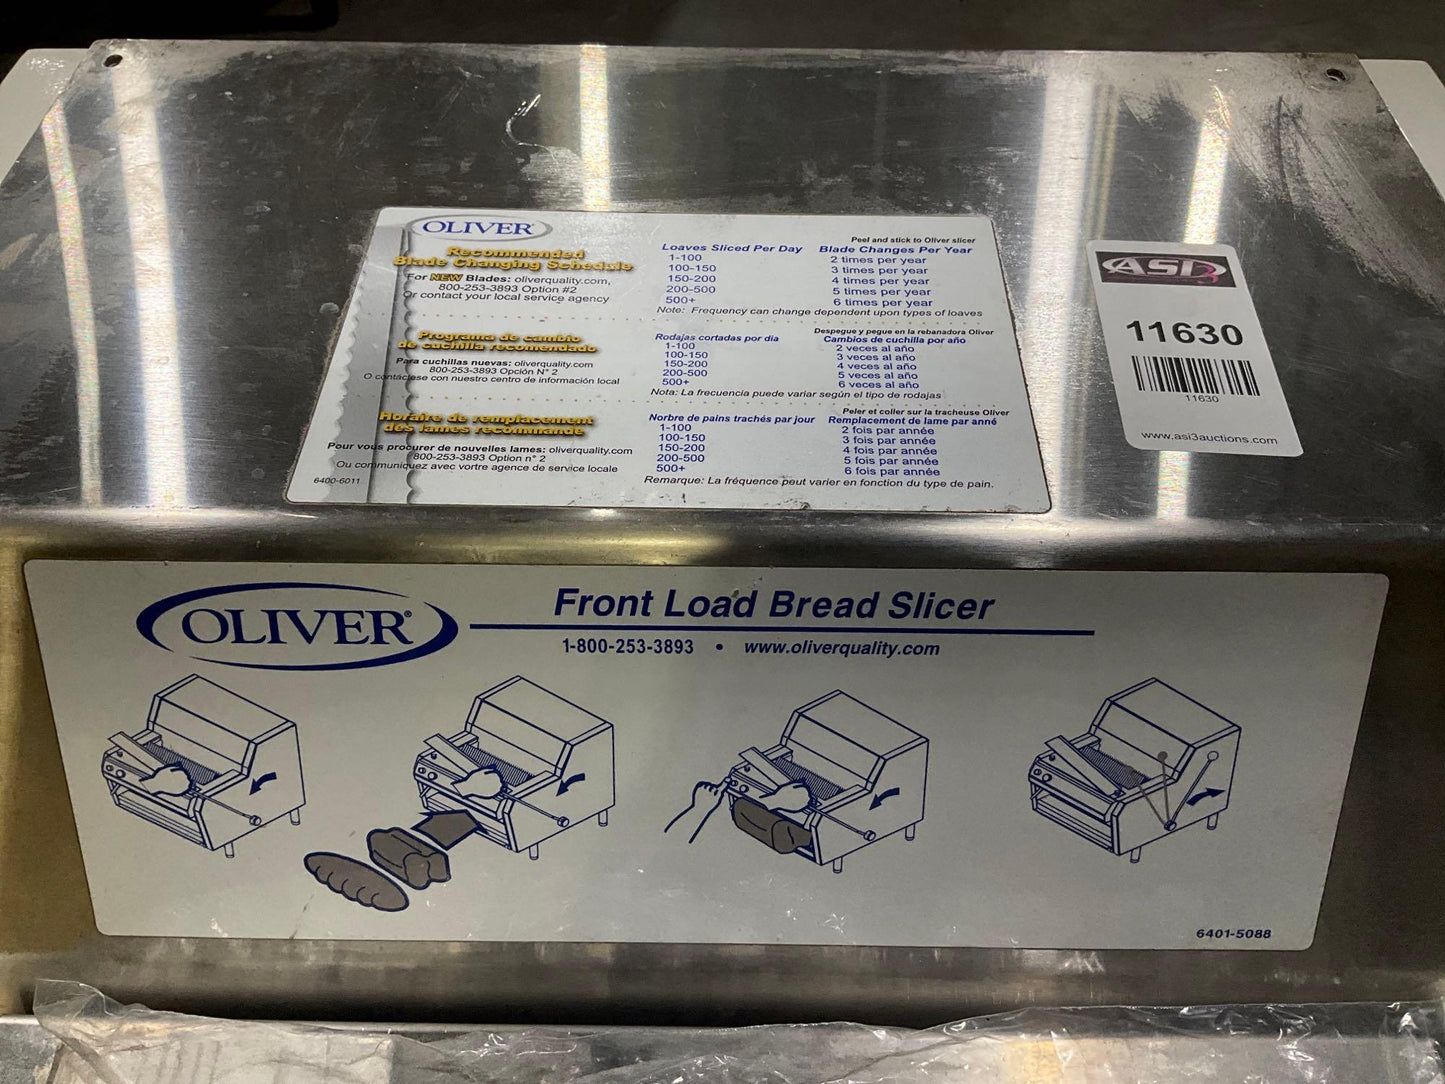 OLIVER
Recommended
Blade Changing Schedule
For NEW Blades: oliverquality.com,
800-253-3893 Option #2
Or contact your local service agency
Peel and stick to Oliver slicer
Loaves Sliced Per Day Blade Changes Per Year
1-100 2 times per year
100-150 3 times per year
150-200 4 times per year
200-500 5 times per year
500+ 6 times per year
Note: Frequency can change dependent upon types of loaves
Programa de cambio
de cuchilla recomendado
Para cuchillas nuevas: oliverquality.com
800-253-3893 Opción N° 2
O contáctese con nuestro centro de información local
Despegue y pegue en la rebanadora Oliver
Rodajas cortadas por dia Cambios de cuchilla por año
1-100 2 veces al año
100-150 3 veces al año
150-200 4 veces al año
200-500 5 veces al año
500+ 6 veces al año
Nota: La frecuencia puede variar según el tipo de rodajas
Horaire de remplacement
des lames recommandé
Pour vous procurer de nouvelles lames: oliverquality.com
800-253-3893 Option n° 2
Ou communiquez avec vortre agence de service locale
6400-6011
Peler et coller sur la tracheuse Oliver
Norbre de pains trachés par jour Remplacement de lame par anné
1-100 2 fois par année
100-150 3 fois par année
150-200 4 fois par année
200-500 5 fois par année
500+ 6 fois par année
Remarque: La fréquence peut varier en fonction du type de pain.
ASI3
11630
11630
www.asi3auctions.com
OLIVER®
Front Load Bread Slicer
1-800-253-3893 • www.oliverquality.com
6401-5088